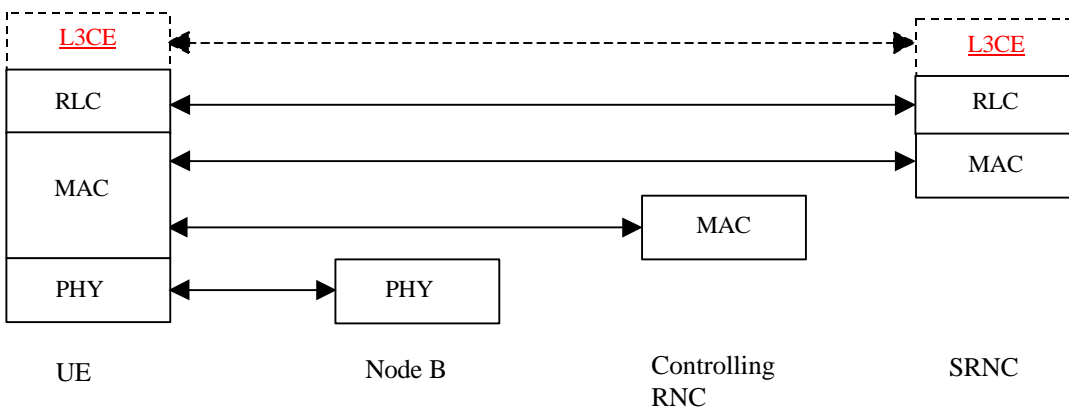 L3CE
L3CE
RLC
RLC
MAC
MAC
MAC
PHY
PHY
UE
Node B
Controlling
RNC
SRNC